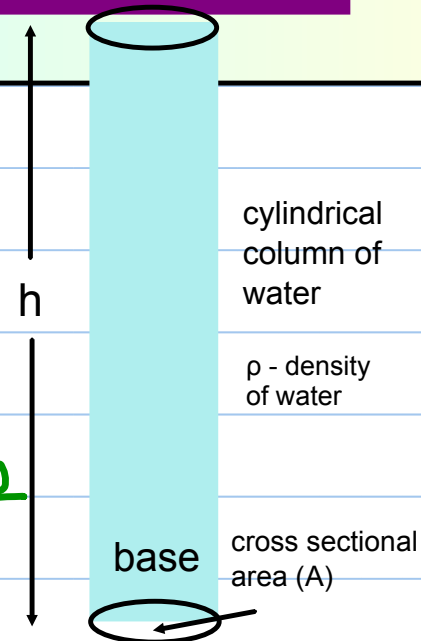 cylindrical
column of
water
h
ρ - density
of water
base
cross sectional
area (A)